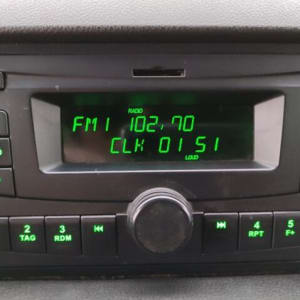 RADIO
FM1 102,70
CLK 01 51
LOUD
2 3 4 5
TAG RDM RPT F+